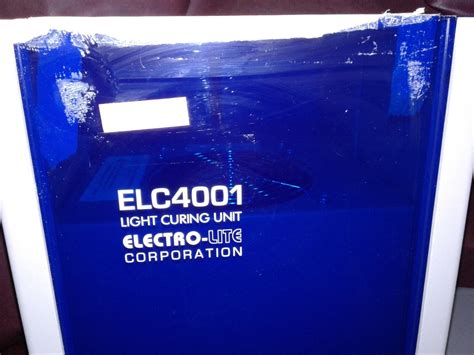 ELC4001
LIGHT CURING UNIT
ELECTRO-LITE
CORPORATION